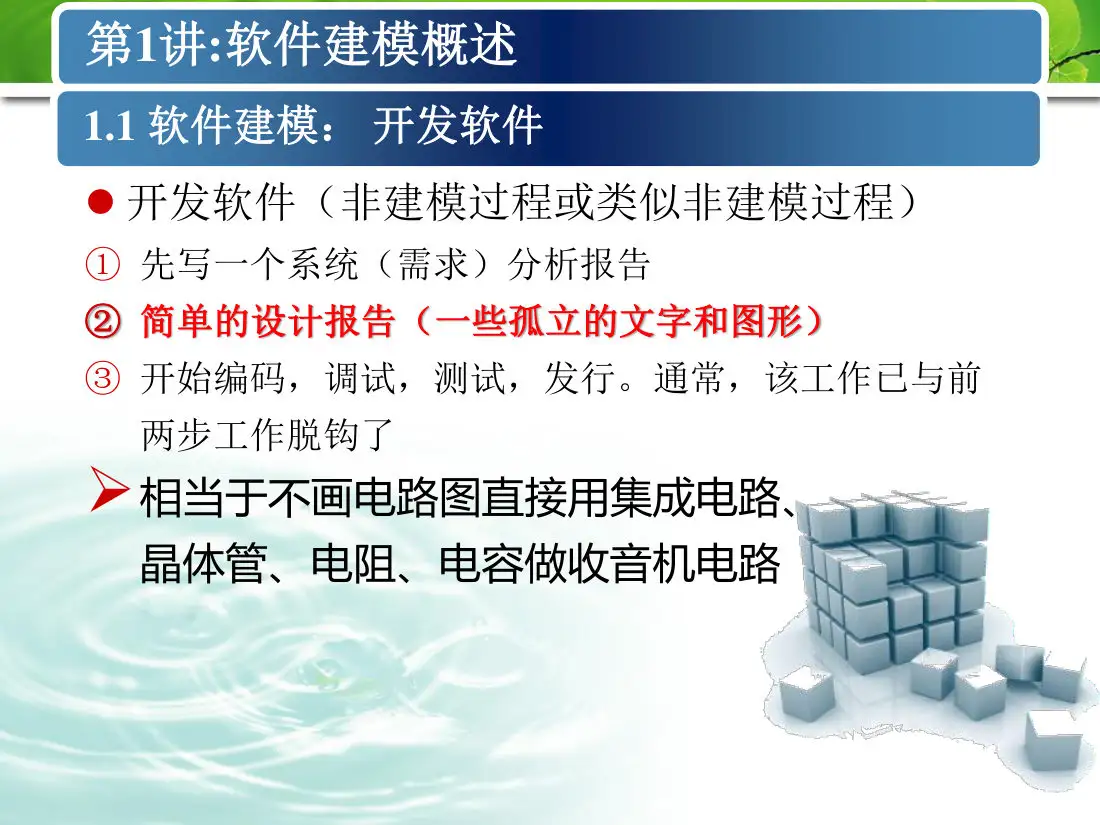 第1讲:软件建模概述
1.1 软件建模： 开发软件
● 开发软件（非建模过程或类似非建模过程）
① 先写一个系统（需求）分析报告
② 简单的设计报告（一些孤立的文字和图形）
③ 开始编码，调试，测试，发行。通常，该工作已与前
两步工作脱钩了
➢ 相当于不画电路图直接用集成电路、
晶体管、电阻、电容做收音机电路